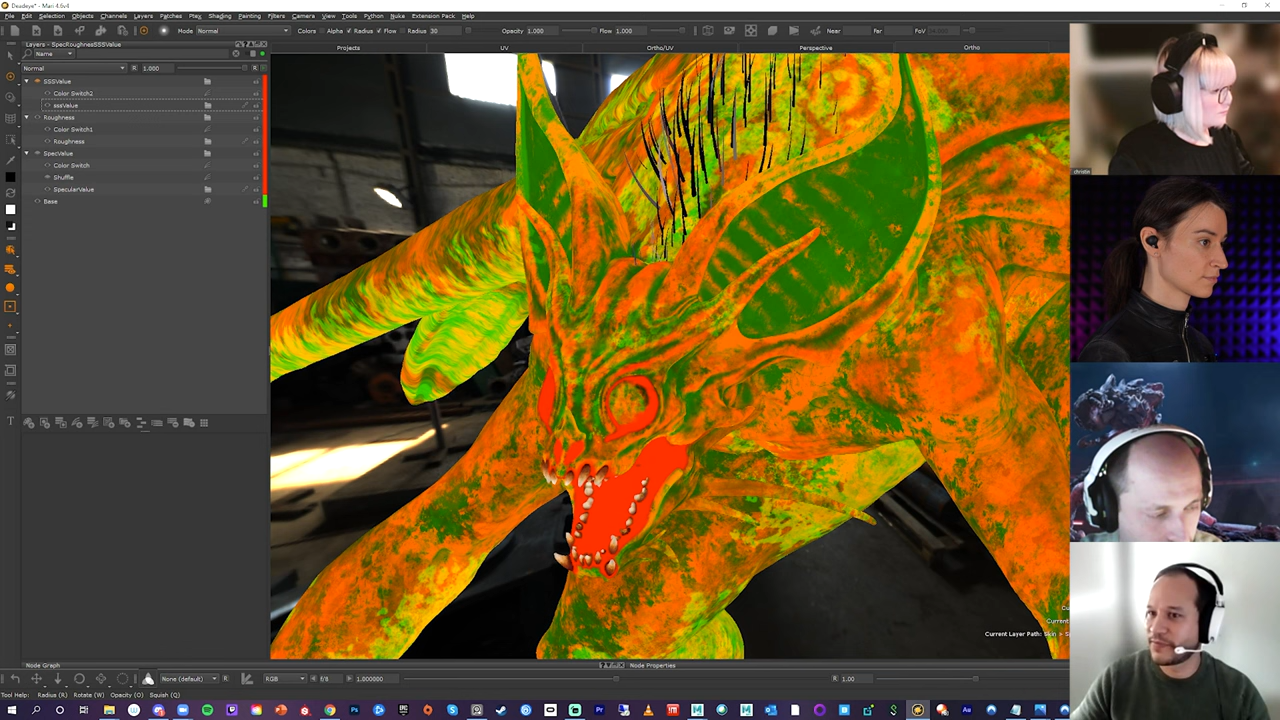 Deadeye* - Mari 4.6v4
File Edit Selection Objects Channels Layers Patches Ptex Shading Painting Filters Camera View Tools Python Nuke Extension Pack Help
Mode Normal Colors Alpha Radius Flow Radius 30 Opacity 1.000 Flow 1.000 Near Far FoV
Layers - SpecRoughnessSSSValue
Projects UV Ortho/UV Perspective Ortho
Name
Normal R 1.000 R
SSSValue
Color Switch2
sssValue
Roughness
Color Switch1
Roughness
SpecValue
Color Switch
Shuffle
SpecularValue
Base
christie
Current Layer Path: Skin > S
Node Graph Node Properties
None (default) R RGB f/8 1.000000 R 1.00
Tool Help: Radius (R) Rotate (W) Opacity (O) Squish (Q)